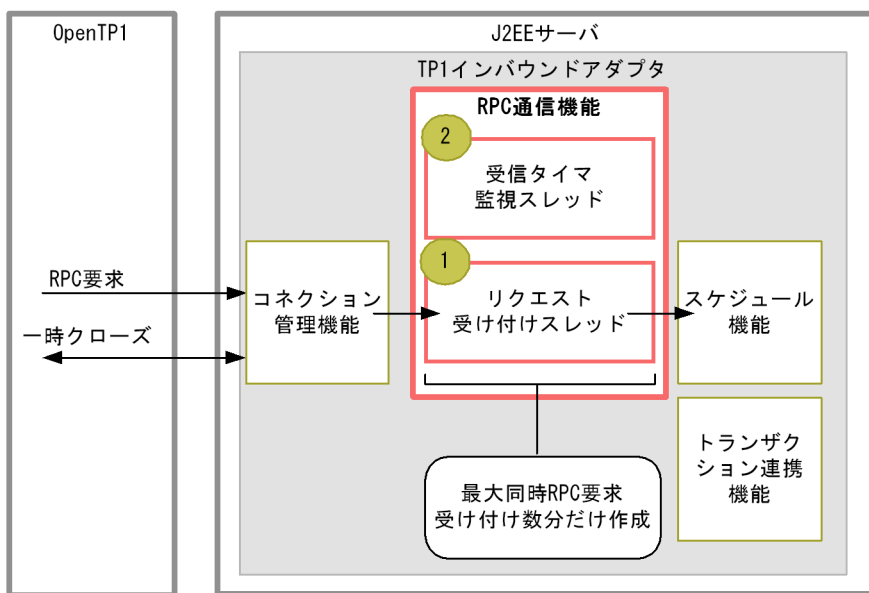 OpenTP1
J2EEサーバ
TP1インバウンドアダプタ
RPC通信機能
2
受信タイマ
監視スレッド
1
リクエスト
受け付けスレッド
RPC要求
一時クローズ
コネクション
管理機能
スケジュール
機能
トランザク
ション連携
機能
最大同時RPC要求
受け付け数分だけ作成